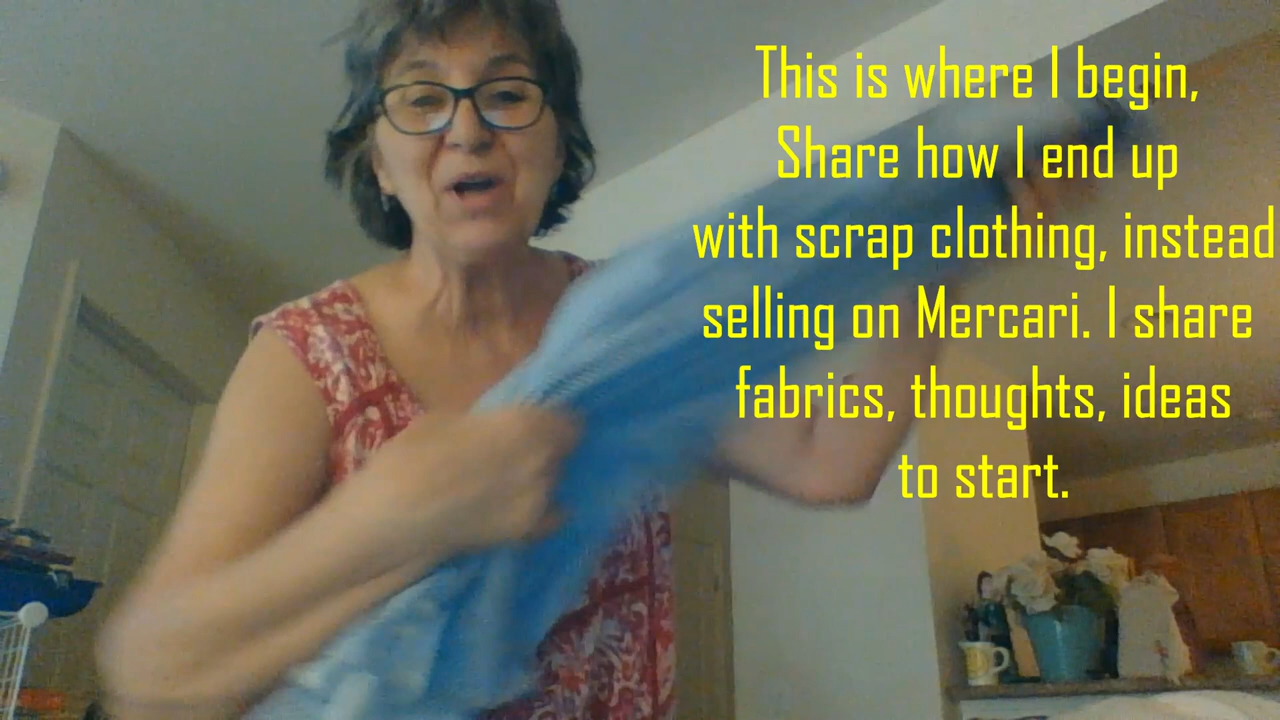 This is where I begin,
Share how I end up
with scrap clothing, instead
selling on Mercari. I share
fabrics, thoughts, ideas
to start.